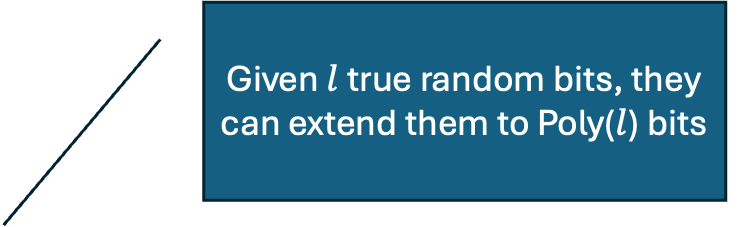 Given l true random bits, they
can extend them to Poly(l) bits